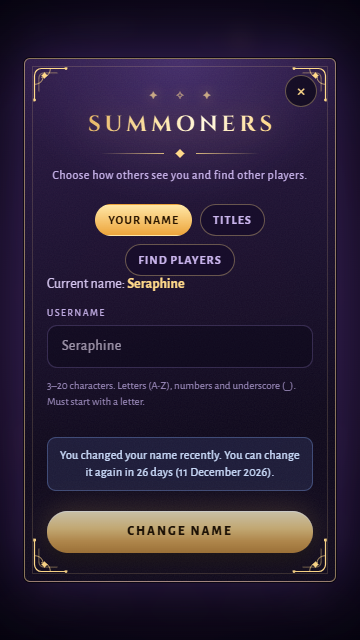 SUMMONERS
×
Choose how others see you and find other players.
YOUR NAME
TITLES
FIND PLAYERS
Current name: Seraphine
USERNAME
Seraphine
3–20 characters. Letters (A-Z), numbers and underscore (_).
Must start with a letter.
You changed your name recently. You can change
it again in 26 days (11 December 2026).
CHANGE NAME